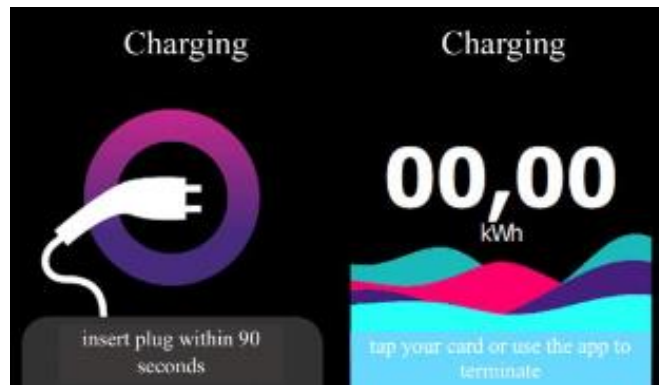 Charging
insert plug within 90
seconds
Charging
00,00
kWh
tap your card or use the app to
terminate